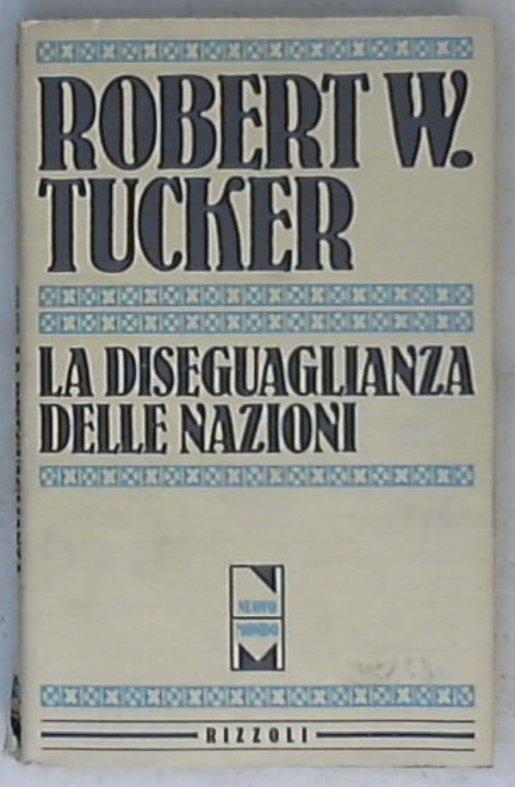 ROBERT W.
TUCKER
LA DISEGUAGLIANZA
DELLE NAZIONI
N
NUOVO
MONDO
M
RIZZOLI